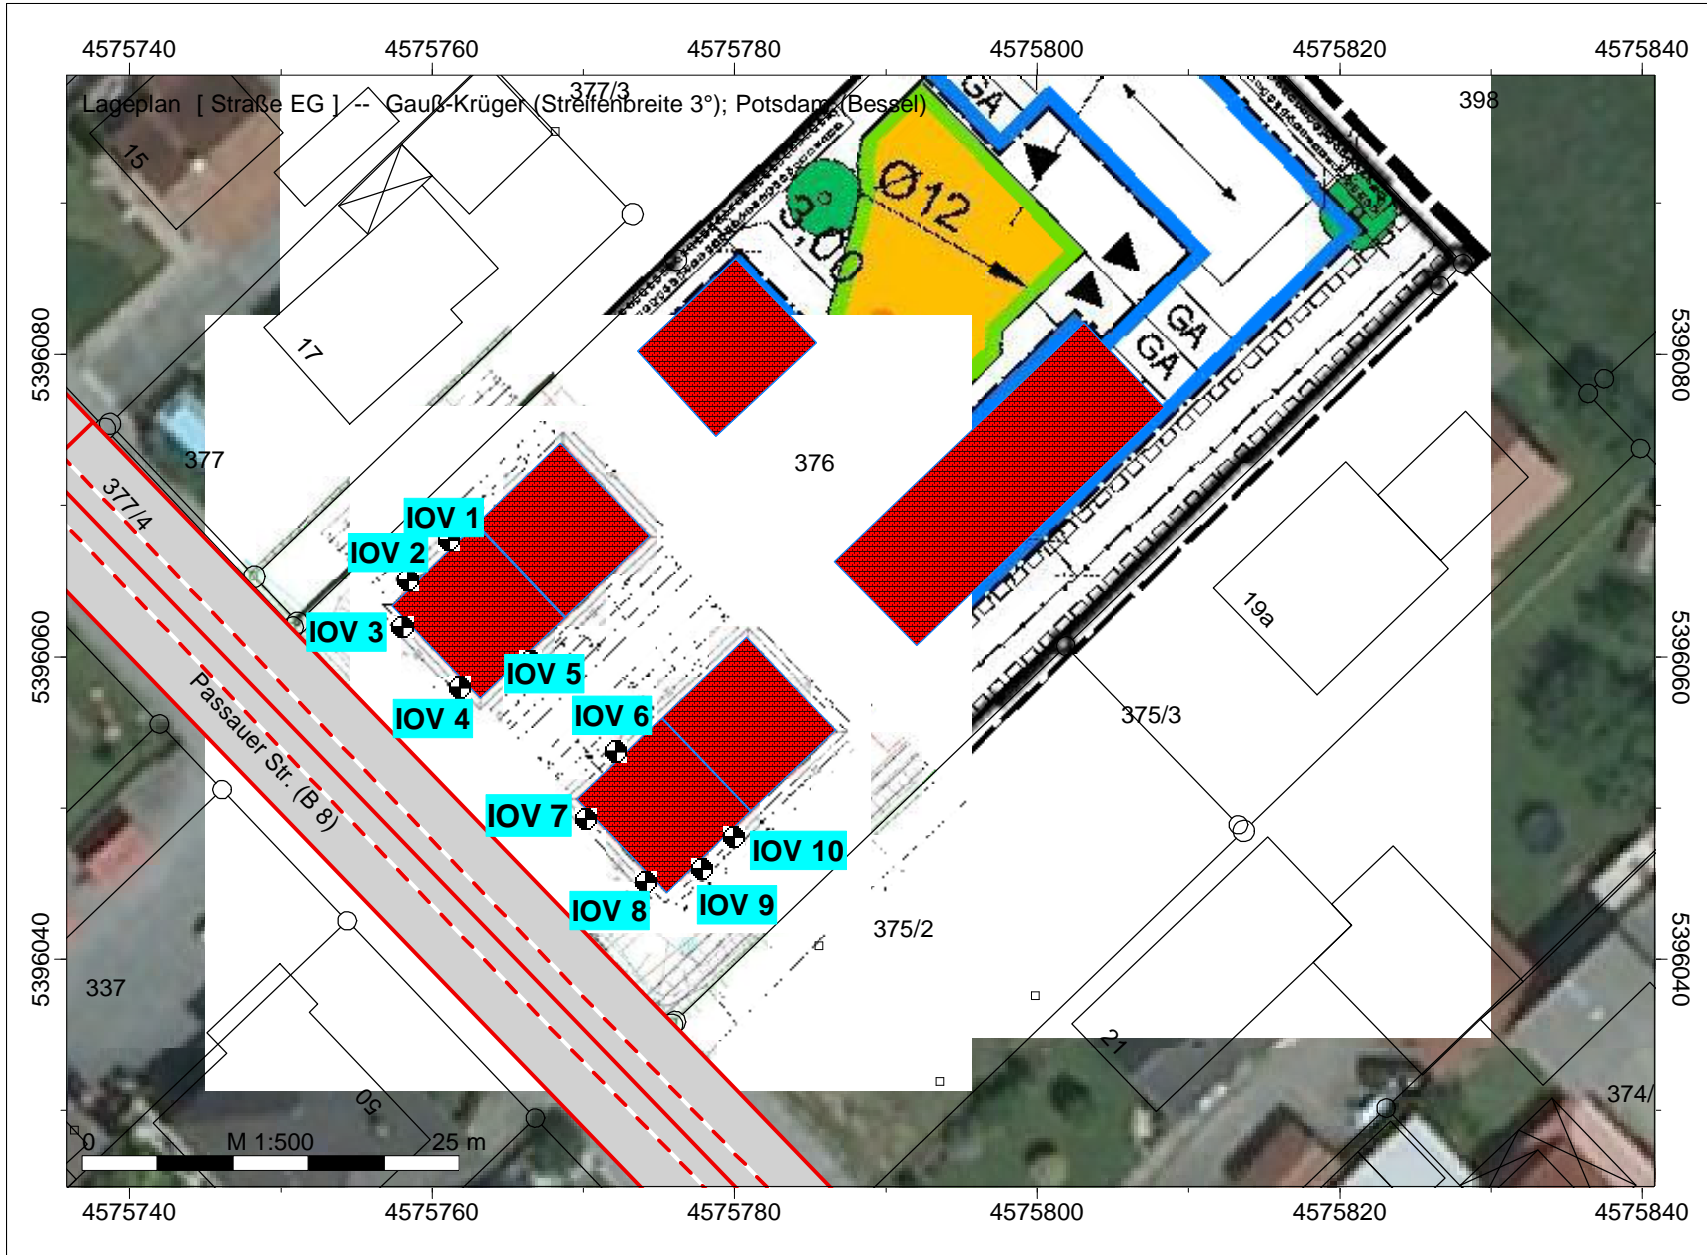 4575740 4575760 4575780 4575800 4575820 4575840
Lageplan [ Straße EG ] -- Gauß-Krüger (Streifenbreite 3°); Potsdam (Bessel)
377/3
398
GA
15
Ø12
3,00
17
GA
GA
5396080
5396080
377
376
377/4
IOV 1
IOV 2
IOV 3
IOV 4
IOV 5
IOV 6
IOV 7
IOV 8
IOV 9
IOV 10
19a
5396060
5396060
375/3
Passauer Str. (B 8)
375/2
5396040
5396040
337
21
50
374/
0 M 1:500 25 m
4575740 4575760 4575780 4575800 4575820 4575840